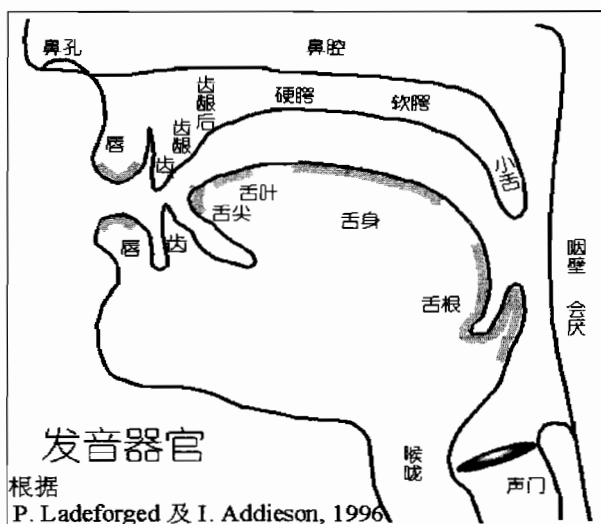 鼻孔
鼻腔
齿龈后
硬腭
软腭
齿龈
唇
齿
小舌
舌叶
舌尖
舌身
唇
齿
咽壁
会厌
舌根
发音器官
喉咙
声门
根据
P. Ladeforged 及 I. Addieson, 1996